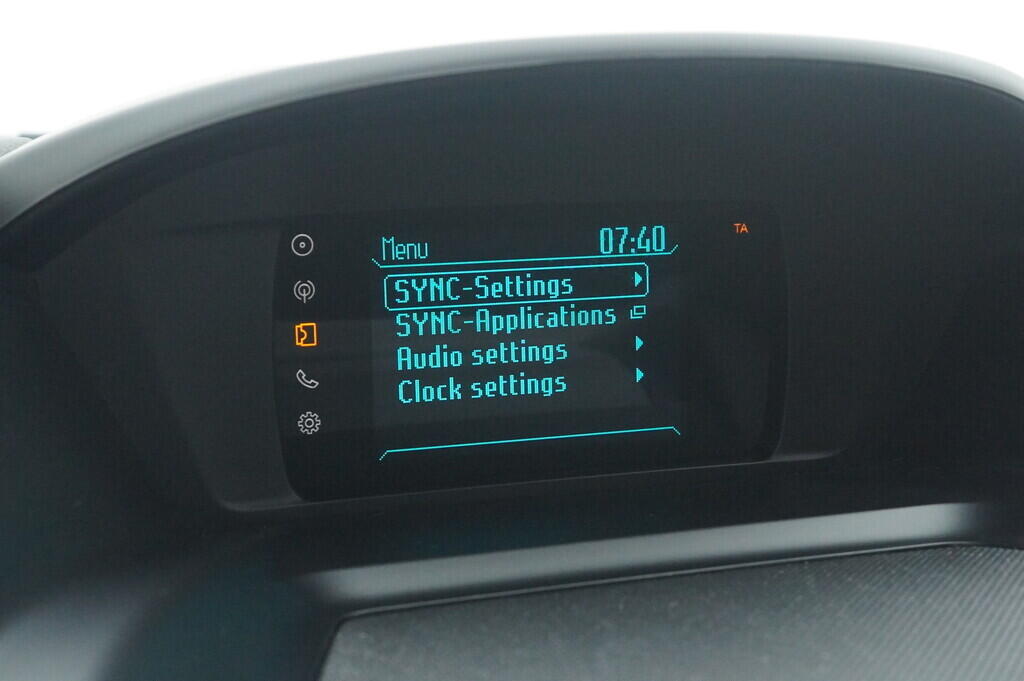 Menu 07:40 TA
SYNC-Settings
SYNC-Applications
Audio settings
Clock settings